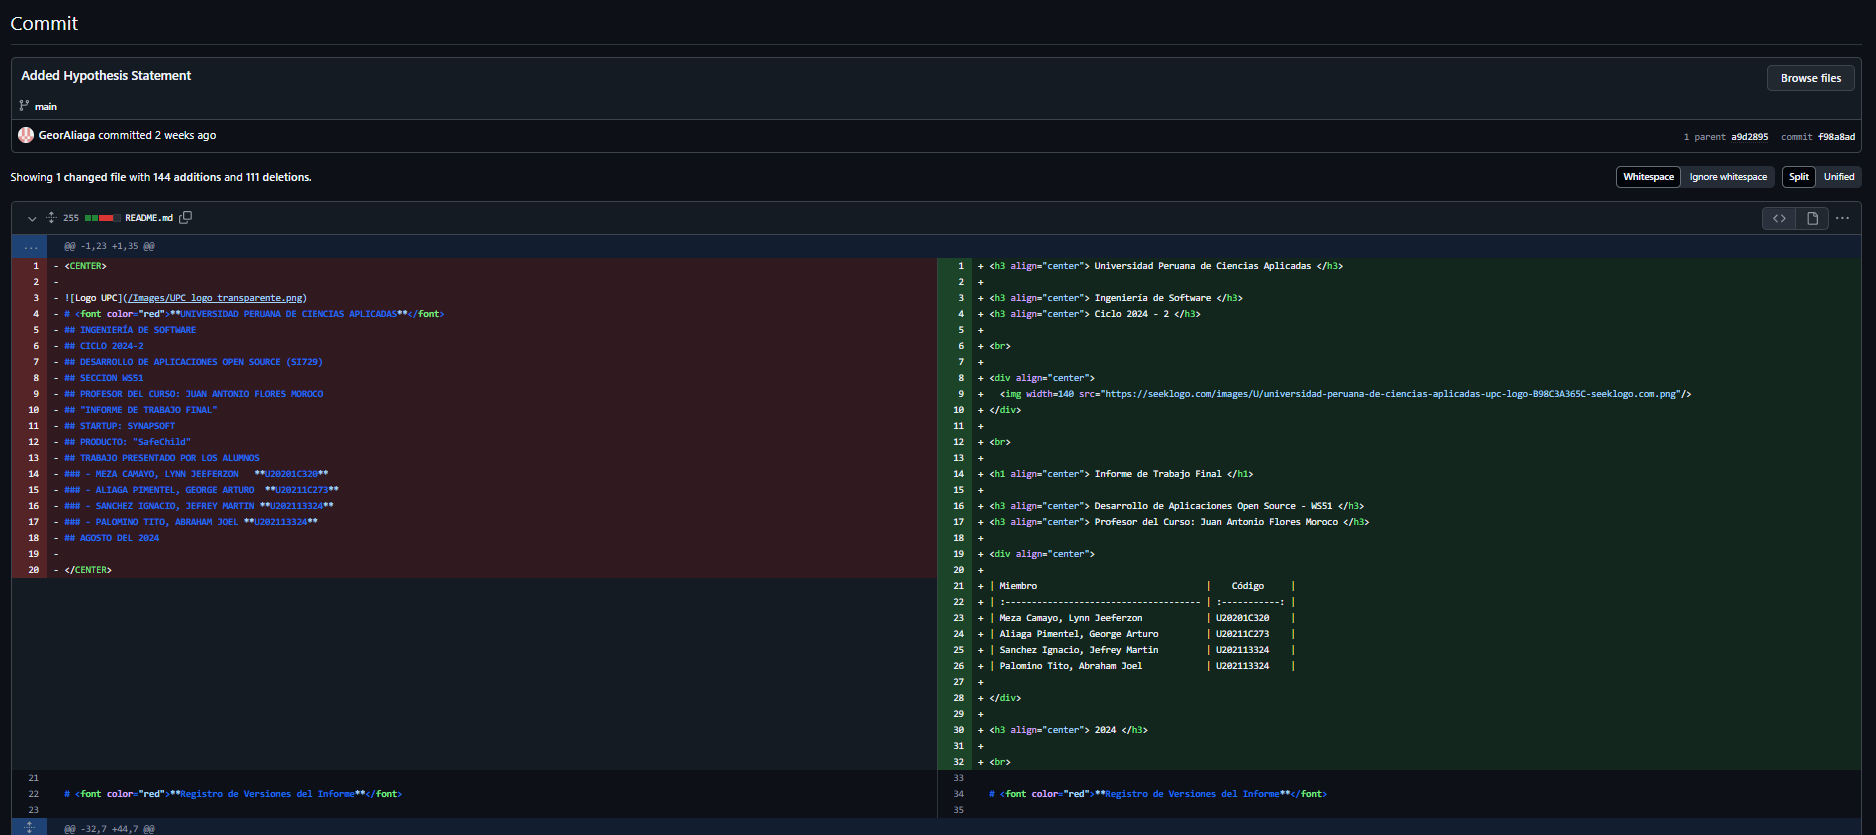 Commit
Added Hypothesis Statement
Browse files
main
GeorAliaga committed 2 weeks ago
1 parent a9d2895 commit f98a8ad
Showing 1 changed file with 144 additions and 111 deletions.
Whitespace Ignore whitespace Split Unified
255 README.md
... @@ -1,23 +1,35 @@
1 - <CENTER>
2 -
3 - ![Logo UPC](/Images/UPC_logo_transparente.png)
4 - # <font color="red">**UNIVERSIDAD PERUANA DE CIENCIAS APLICADAS**</font>
5 - ## INGENIERÍA DE SOFTWARE
6 - ## CICLO 2024-2
7 - ## DESARROLLO DE APLICACIONES OPEN SOURCE (SI729)
8 - ## SECCION WS51
9 - ## PROFESOR DEL CURSO: JUAN ANTONIO FLORES MOROCO
10 - ## "INFORME DE TRABAJO FINAL"
11 - ## STARTUP: SYNAPSOFT
12 - ## PRODUCTO: "SafeChild"
13 - ## TRABAJO PRESENTADO POR LOS ALUMNOS
14 - ### - MEZA CAMAYO, LYNN JEEFERZON   **U20201C320**
15 - ### - ALIAGA PIMENTEL, GEORGE ARTURO  **U20211C273**
16 - ### - SANCHEZ IGNACIO, JEFREY MARTIN **U202113324**
17 - ### - PALOMINO TITO, ABRAHAM JOEL **U202113324**
18 - ## AGOSTO DEL 2024
19 -
20 - </CENTER>
21
22 # <font color="red">**Registro de Versiones del Informe**</font>
23
1 + <h3 align="center"> Universidad Peruana de Ciencias Aplicadas </h3>
2 +
3 + <h3 align="center"> Ingeniería de Software </h3>
4 + <h3 align="center"> Ciclo 2024 - 2 </h3>
5 +
6 + <br>
7 +
8 + <div align="center">
9 +   <img width=140 src="https://seeklogo.com/images/U/universidad-peruana-de-ciencias-aplicadas-upc-logo-B98C3A365C-seeklogo.com.png"/>
10 + </div>
11 +
12 + <br>
13 +
14 + <h1 align="center"> Informe de Trabajo Final </h1>
15 +
16 + <h3 align="center"> Desarrollo de Aplicaciones Open Source - WS51 </h3>
17 + <h3 align="center"> Profesor del Curso: Juan Antonio Flores Moroco </h3>
18 +
19 + <div align="center">
20 +
21 + | Miembro                                | Código     |
22 + | :------------------------------------- | :-----------: |
23 + | Meza Camayo, Lynn Jeeferzon            | U20201C320    |
24 + | Aliaga Pimentel, George Arturo         | U20211C273    |
25 + | Sanchez Ignacio, Jefrey Martin         | U202113324    |
26 + | Palomino Tito, Abraham Joel            | U202113324    |
27 +
28 + </div>
29 +
30 + <h3 align="center"> 2024 </h3>
31 +
32 + <br>
33
34 # <font color="red">**Registro de Versiones del Informe**</font>
35
@@ -32,7 +44,7 @@